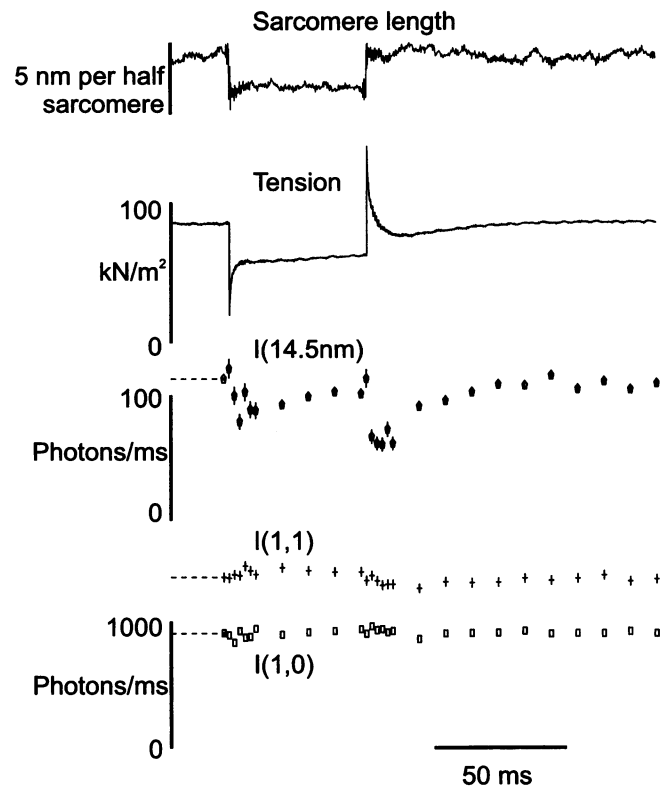 Sarcomere length
5 nm per half
sarcomere
Tension
100
kN/m²
0
I(14.5nm)
100
Photons/ms
0
I(1,1)
1000
I(1,0)
Photons/ms
0
50 ms